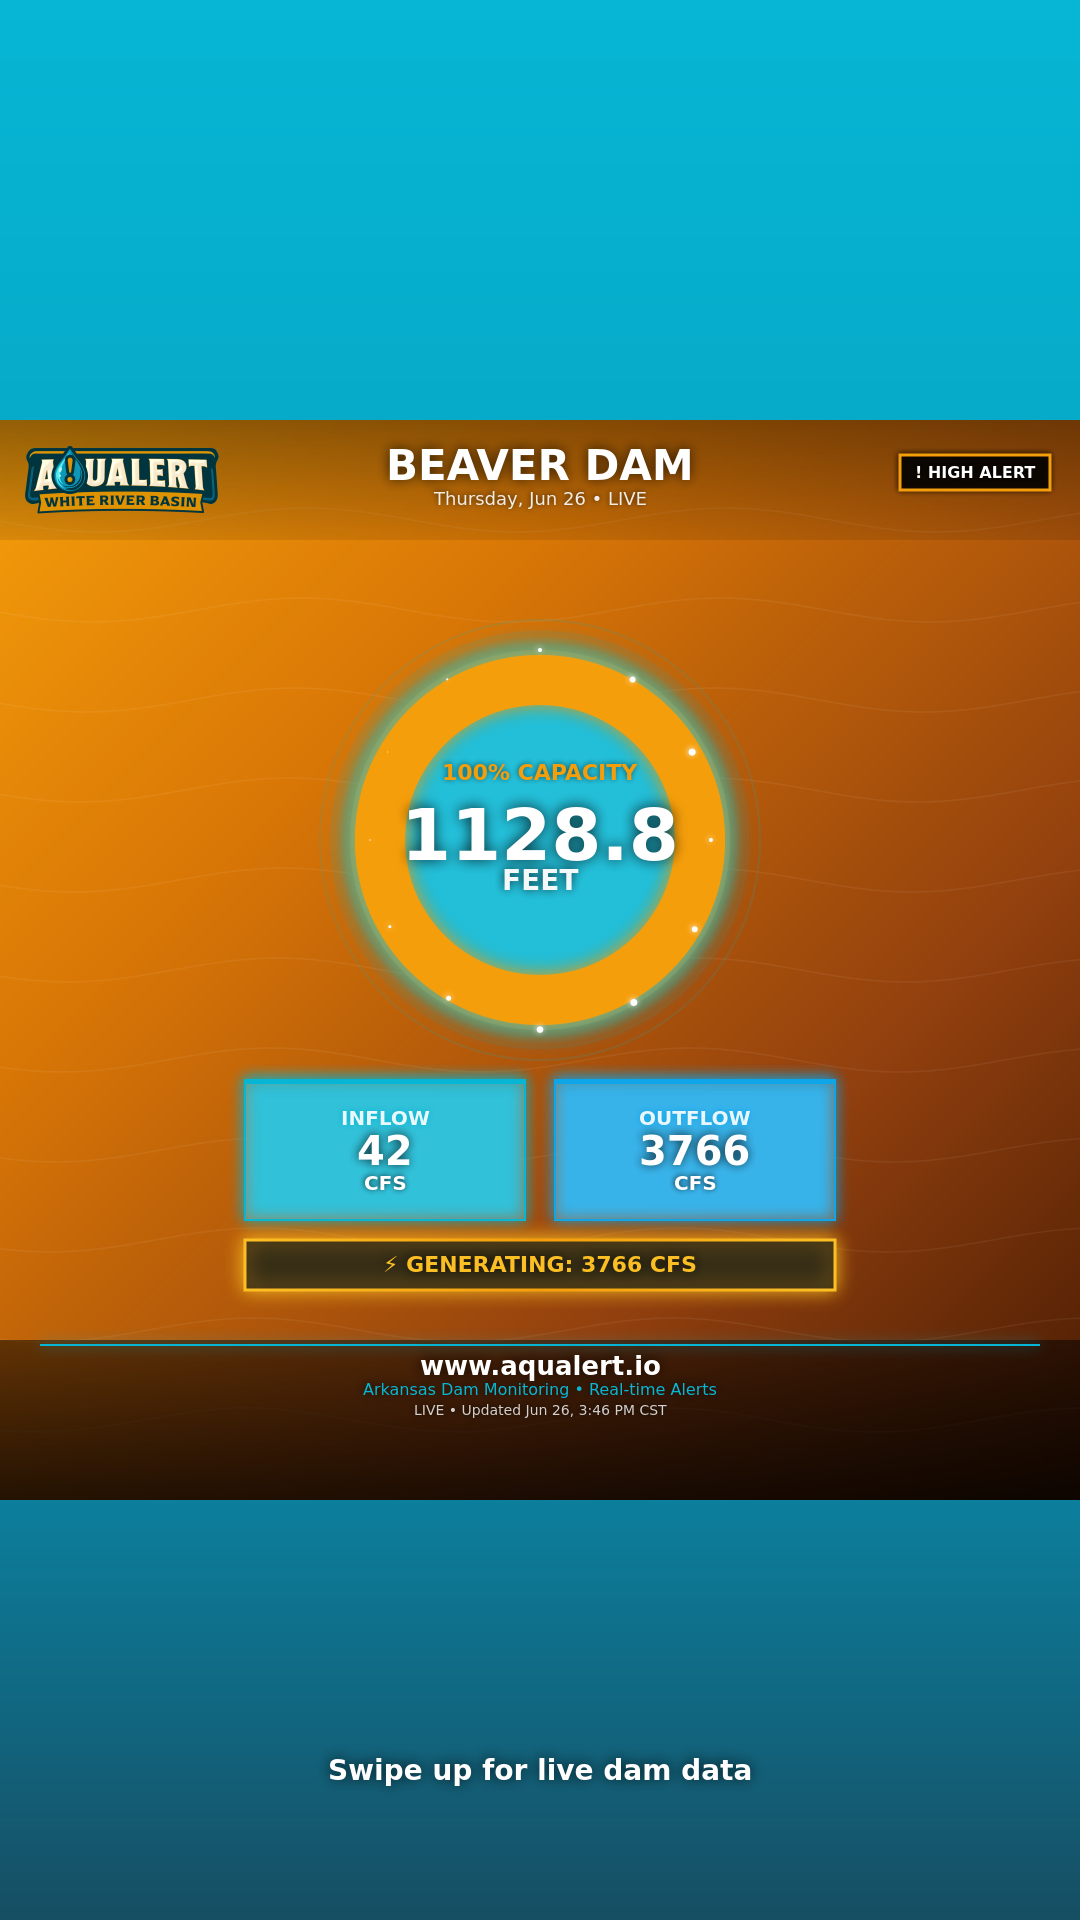 AQUALERT
WHITE RIVER BASIN
BEAVER DAM
Thursday, Jun 26 • LIVE
! HIGH ALERT
100% CAPACITY
1128.8
FEET
INFLOW
42
CFS
OUTFLOW
3766
CFS
⚡ GENERATING: 3766 CFS
www.aqualert.io
Arkansas Dam Monitoring • Real-time Alerts
LIVE • Updated Jun 26, 3:46 PM CST
Swipe up for live dam data